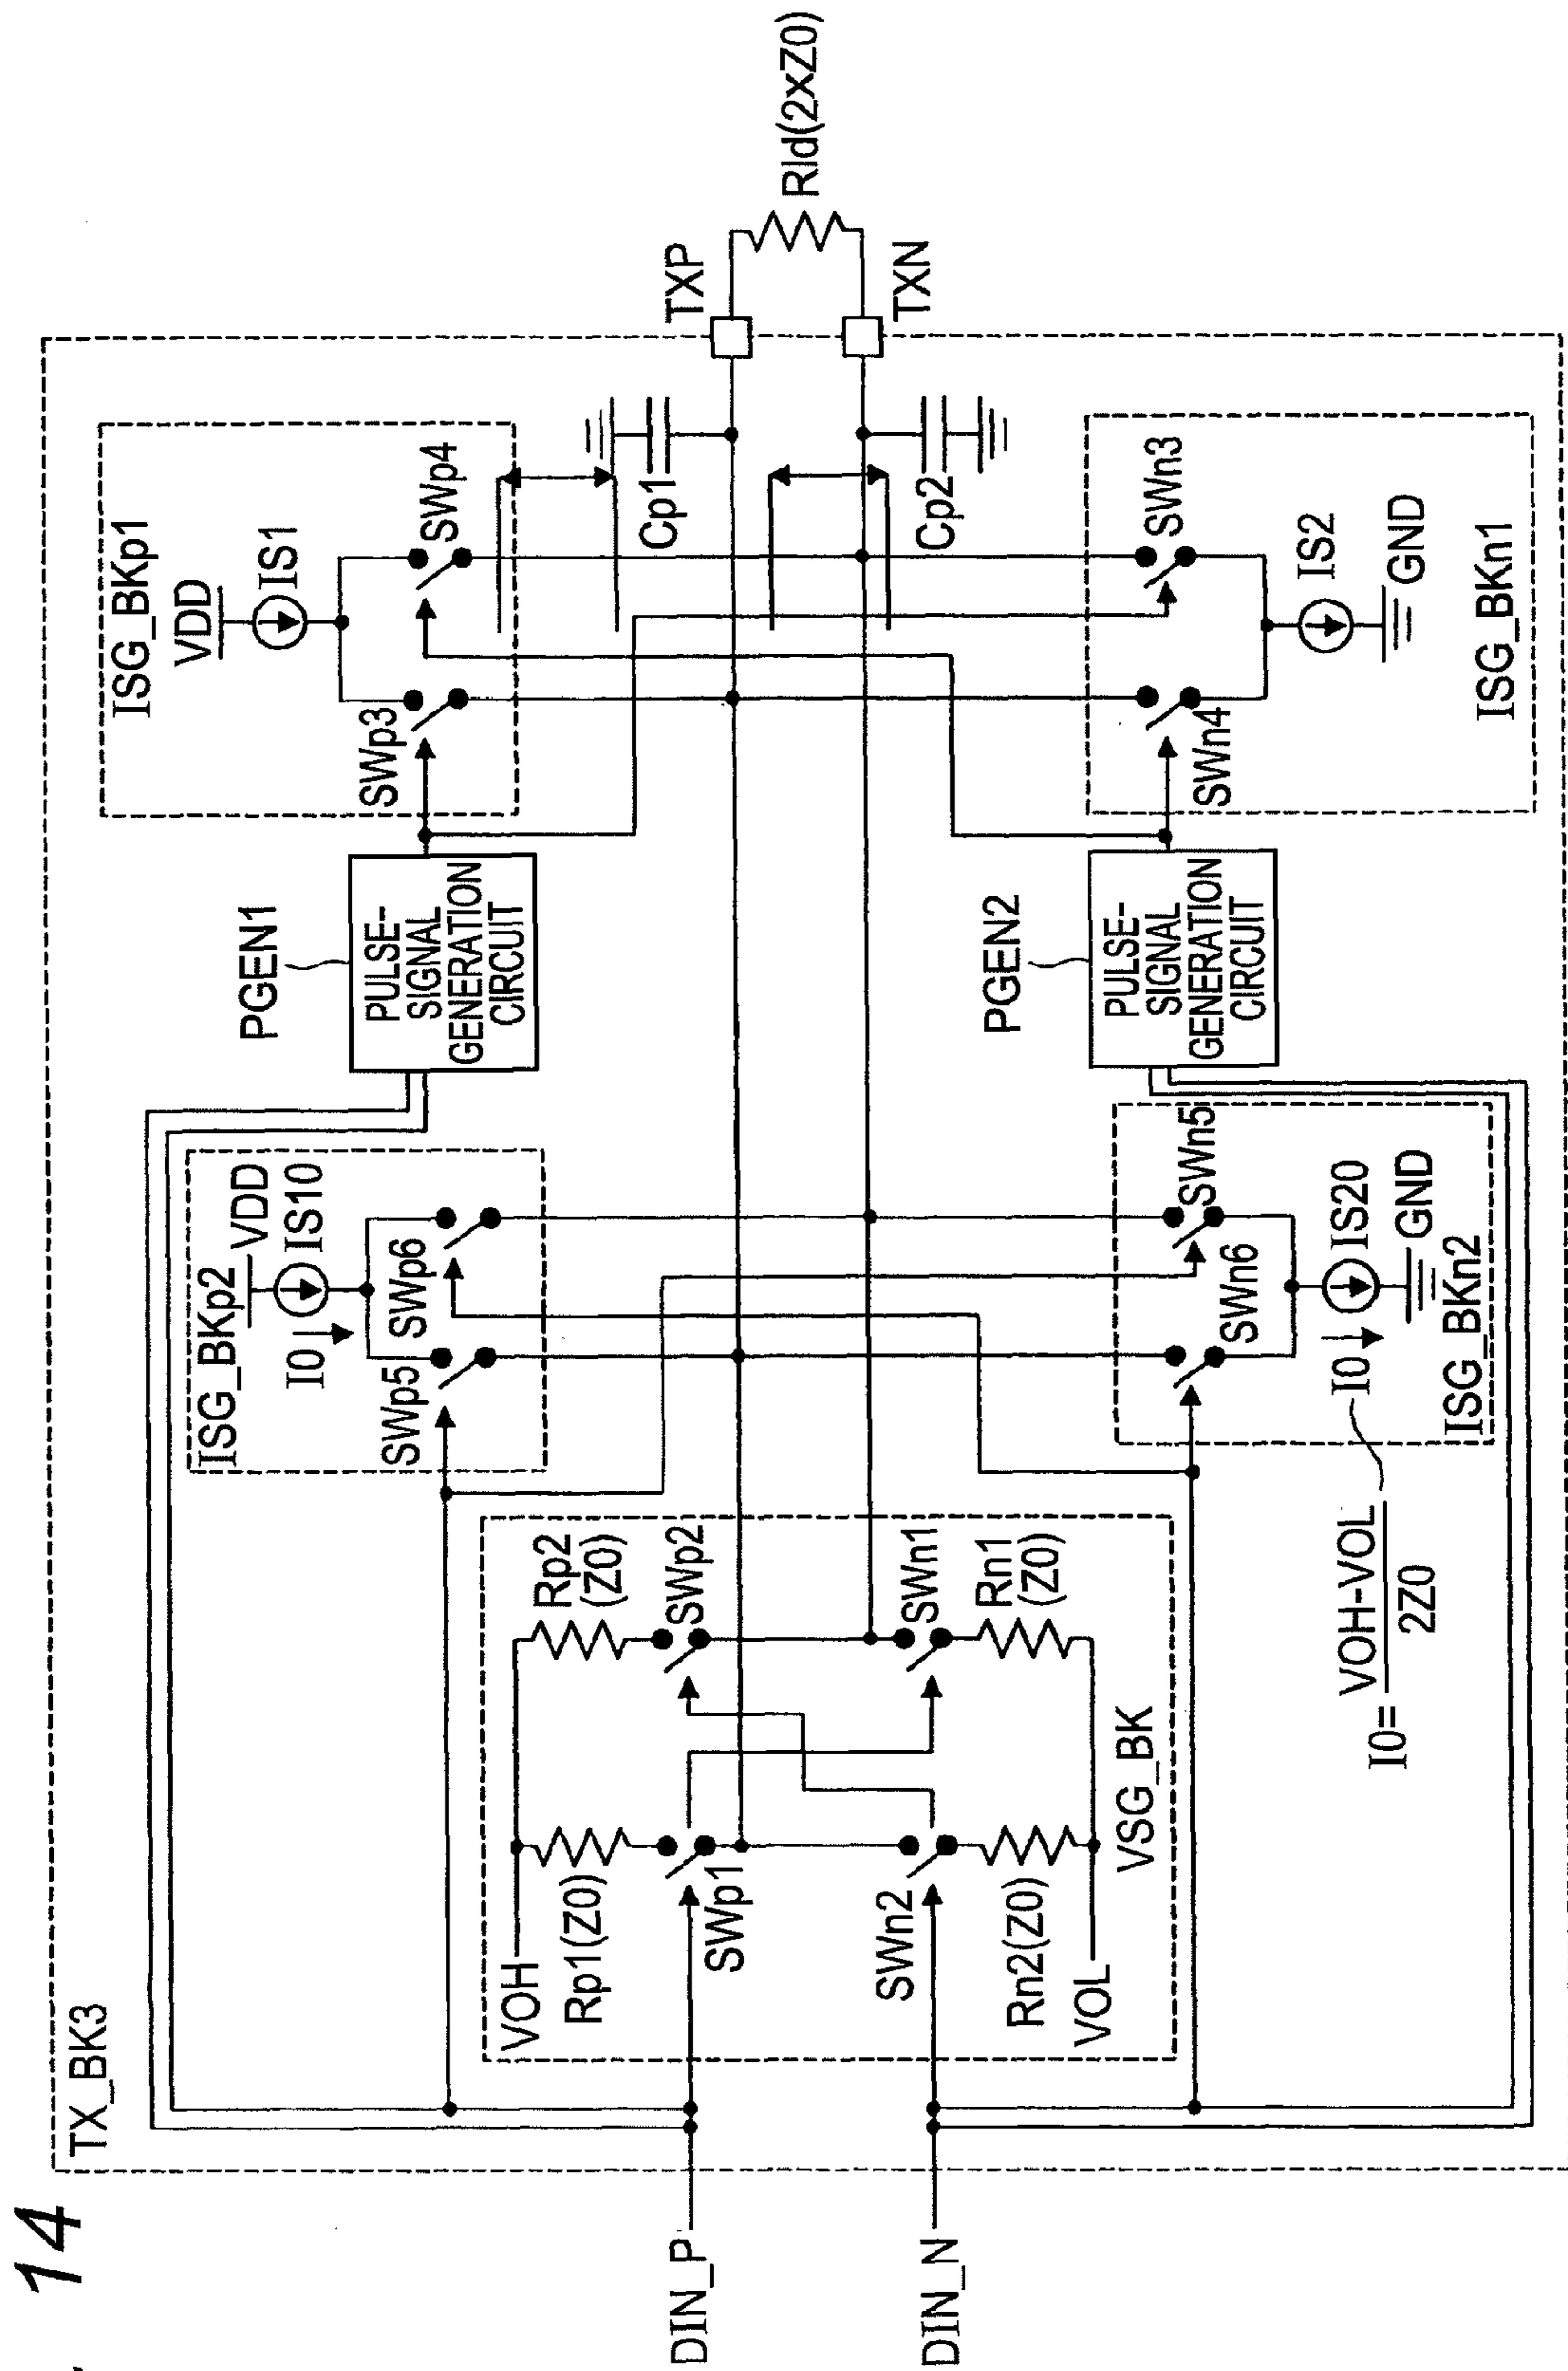 14
TX_BK3
DIN_P
DIN_N
VOH
Rp1(Z0)
SWp1
SWn2
Rn2(Z0)
VOL
Rp2
(Z0)
SWp2
SWn1
Rn1
(Z0)
VSG_BK
I0=
VOH-VOL
2Z0
ISG_BKp2
VDD
IS10
I0
SWp5
SWp6
SWn5
SWn6
I0
IS20
GND
ISG_BKn2
PGEN1
PULSE-
SIGNAL
GENERATION
CIRCUIT
PGEN2
PULSE-
SIGNAL
GENERATION
CIRCUIT
ISG_BKp1
VDD
IS1
SWp3
SWp4
Cp1
Cp2
SWn3
SWn4
IS2
GND
ISG_BKn1
TXP
TXN
Rld(2xZ0)